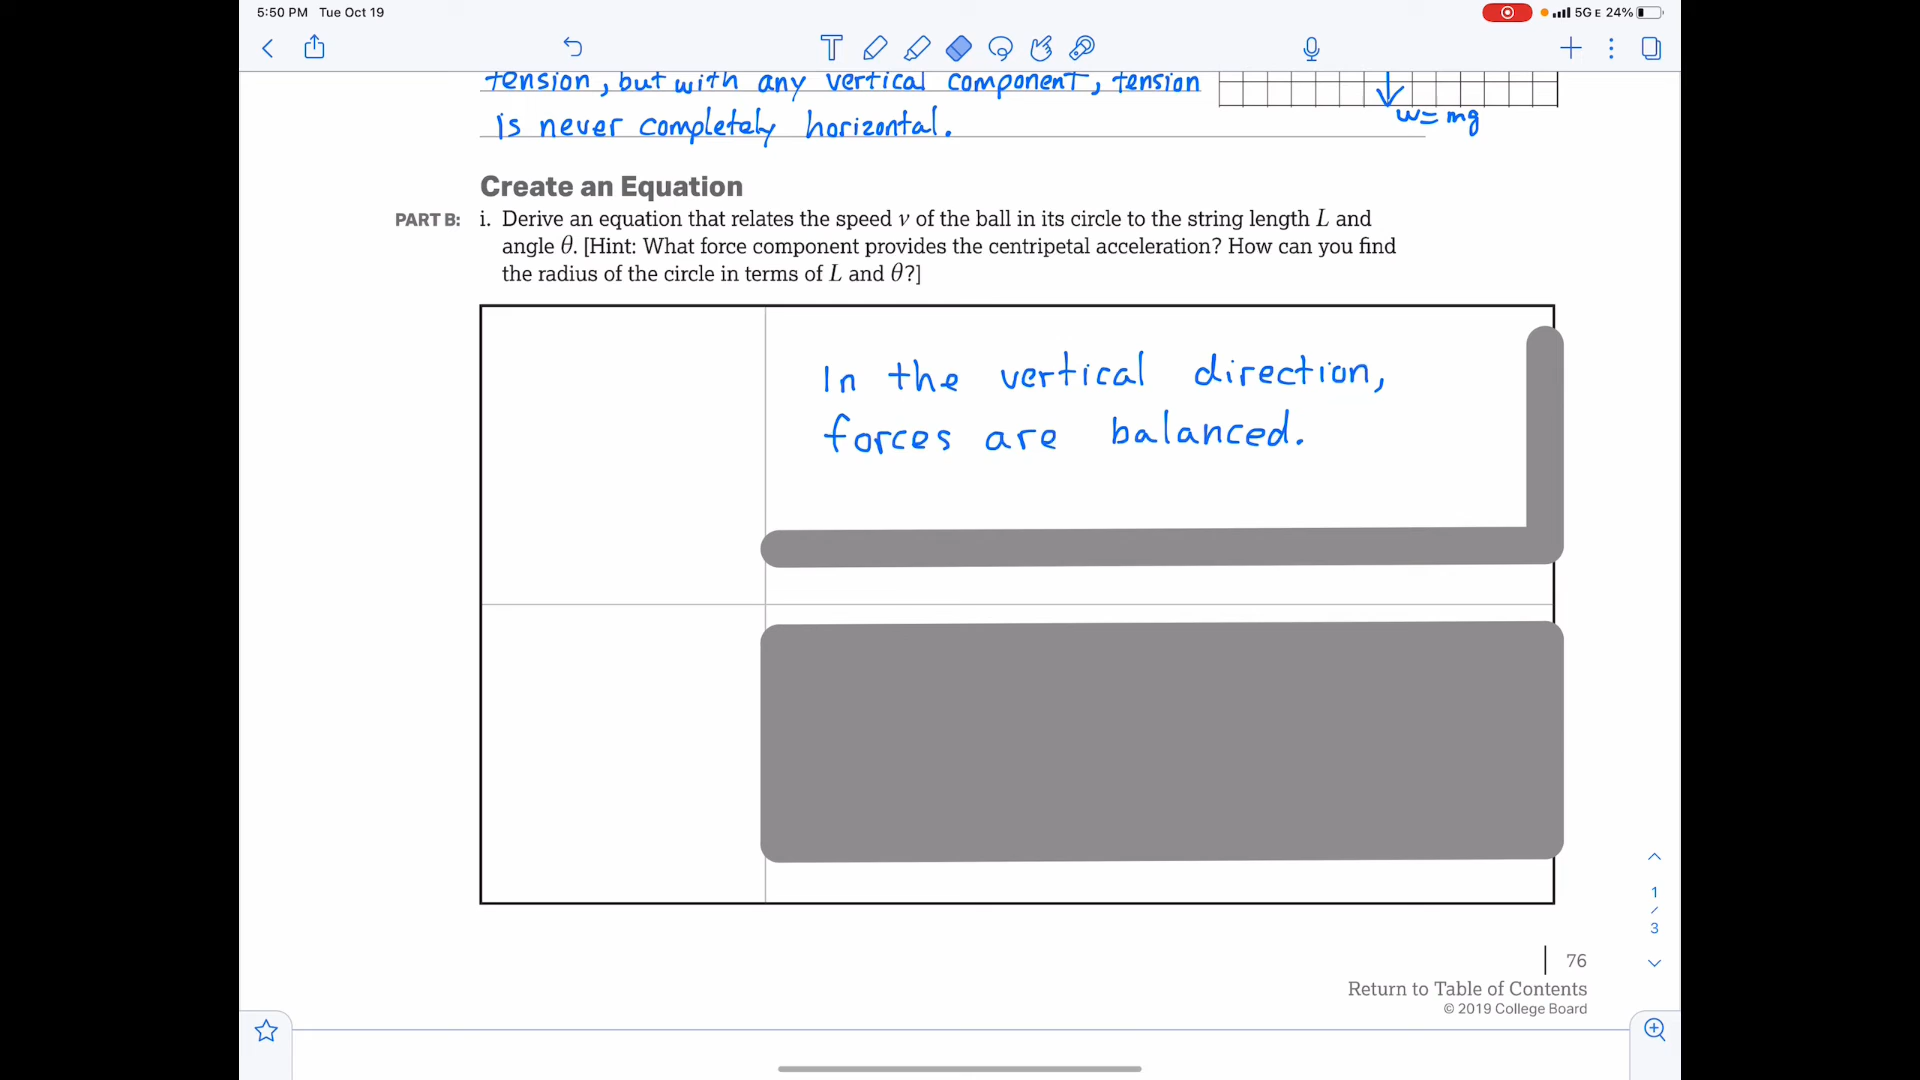 5:50 PM Tue Oct 19
5G E 24%
tension, but with any vertical component, tension
is never completely horizontal.
w = mg
Create an Equation
PART B: i. Derive an equation that relates the speed v of the ball in its circle to the string length L and
angle θ. [Hint: What force component provides the centripetal acceleration? How can you find
the radius of the circle in terms of L and θ?]
In the vertical direction,
forces are balanced.
1
/
3
76
Return to Table of Contents
© 2019 College Board